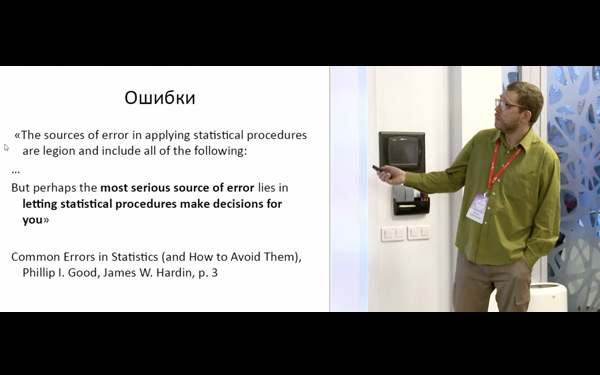 Ошибки
«The sources of error in applying statistical procedures
are legion and include all of the following:
...
But perhaps the most serious source of error lies in
letting statistical procedures make decisions for
you»
Common Errors in Statistics (and How to Avoid Them),
Phillip I. Good, James W. Hardin, p. 3